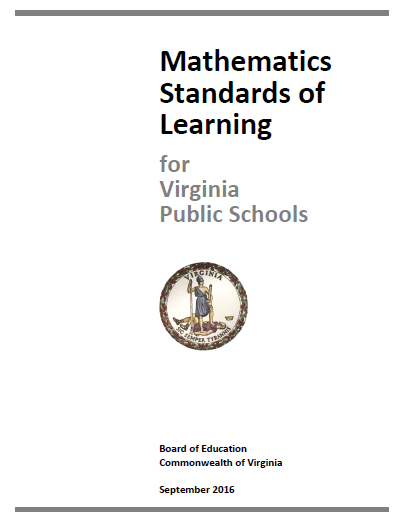 Mathematics
Standards of
Learning
for
Virginia
Public Schools
VIRGINIA
SIC SEMPER TYRANNIS
Board of Education
Commonwealth of Virginia
September 2016